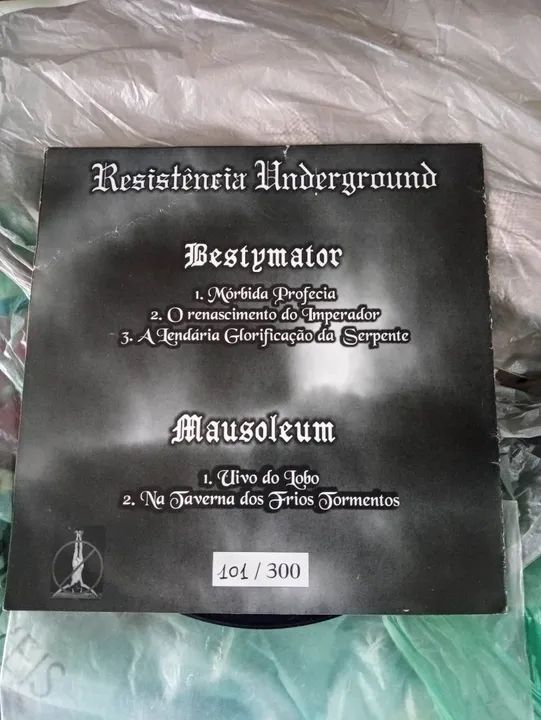 Resistência Underground
Bestymator
1. Mórbida Profecia
2. O renascimento do Imperador
3. A Lendária Glorificação da Serpente
Mausoleum
1. Uivo do Lobo
2. Na Taverna dos Frios Tormentos
101 / 300